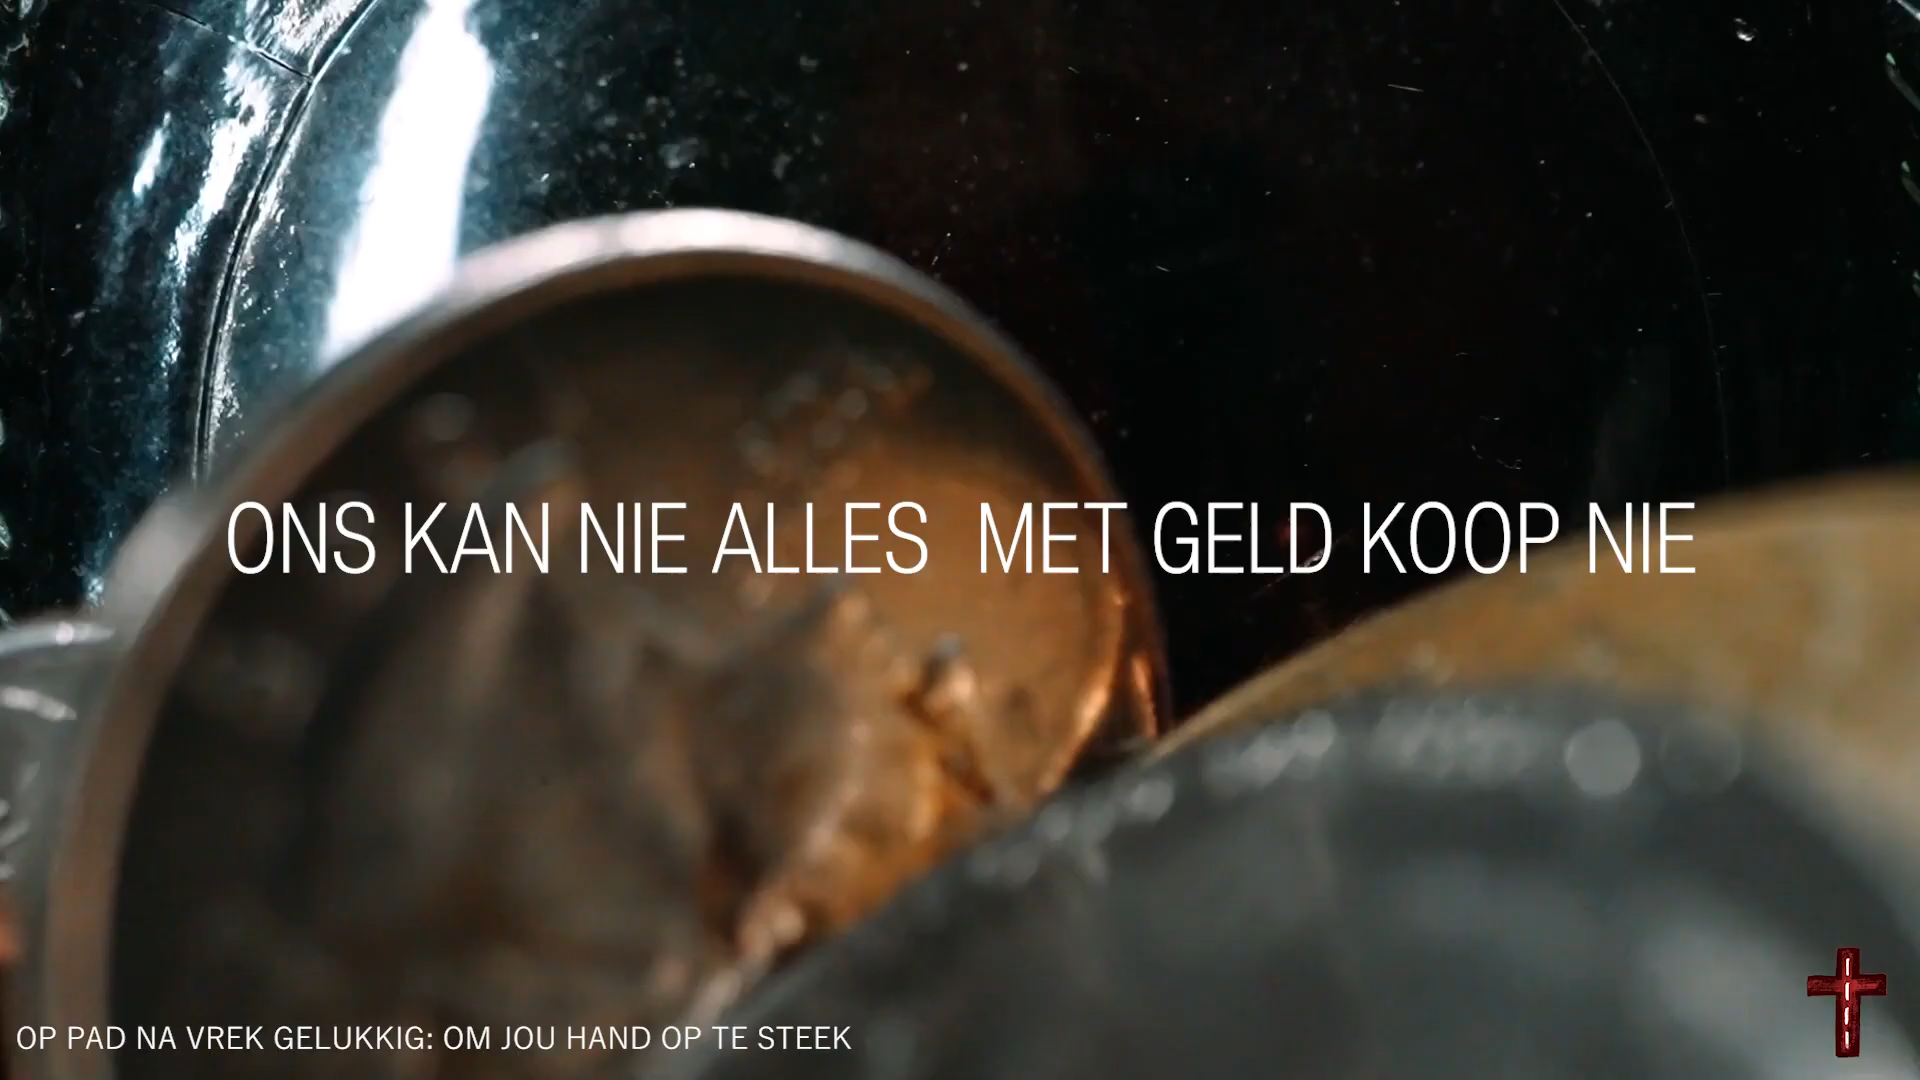 ONS KAN NIE ALLES  MET GELD KOOP NIE
OP PAD NA VREK GELUKKIG: OM JOU HAND OP TE STEEK